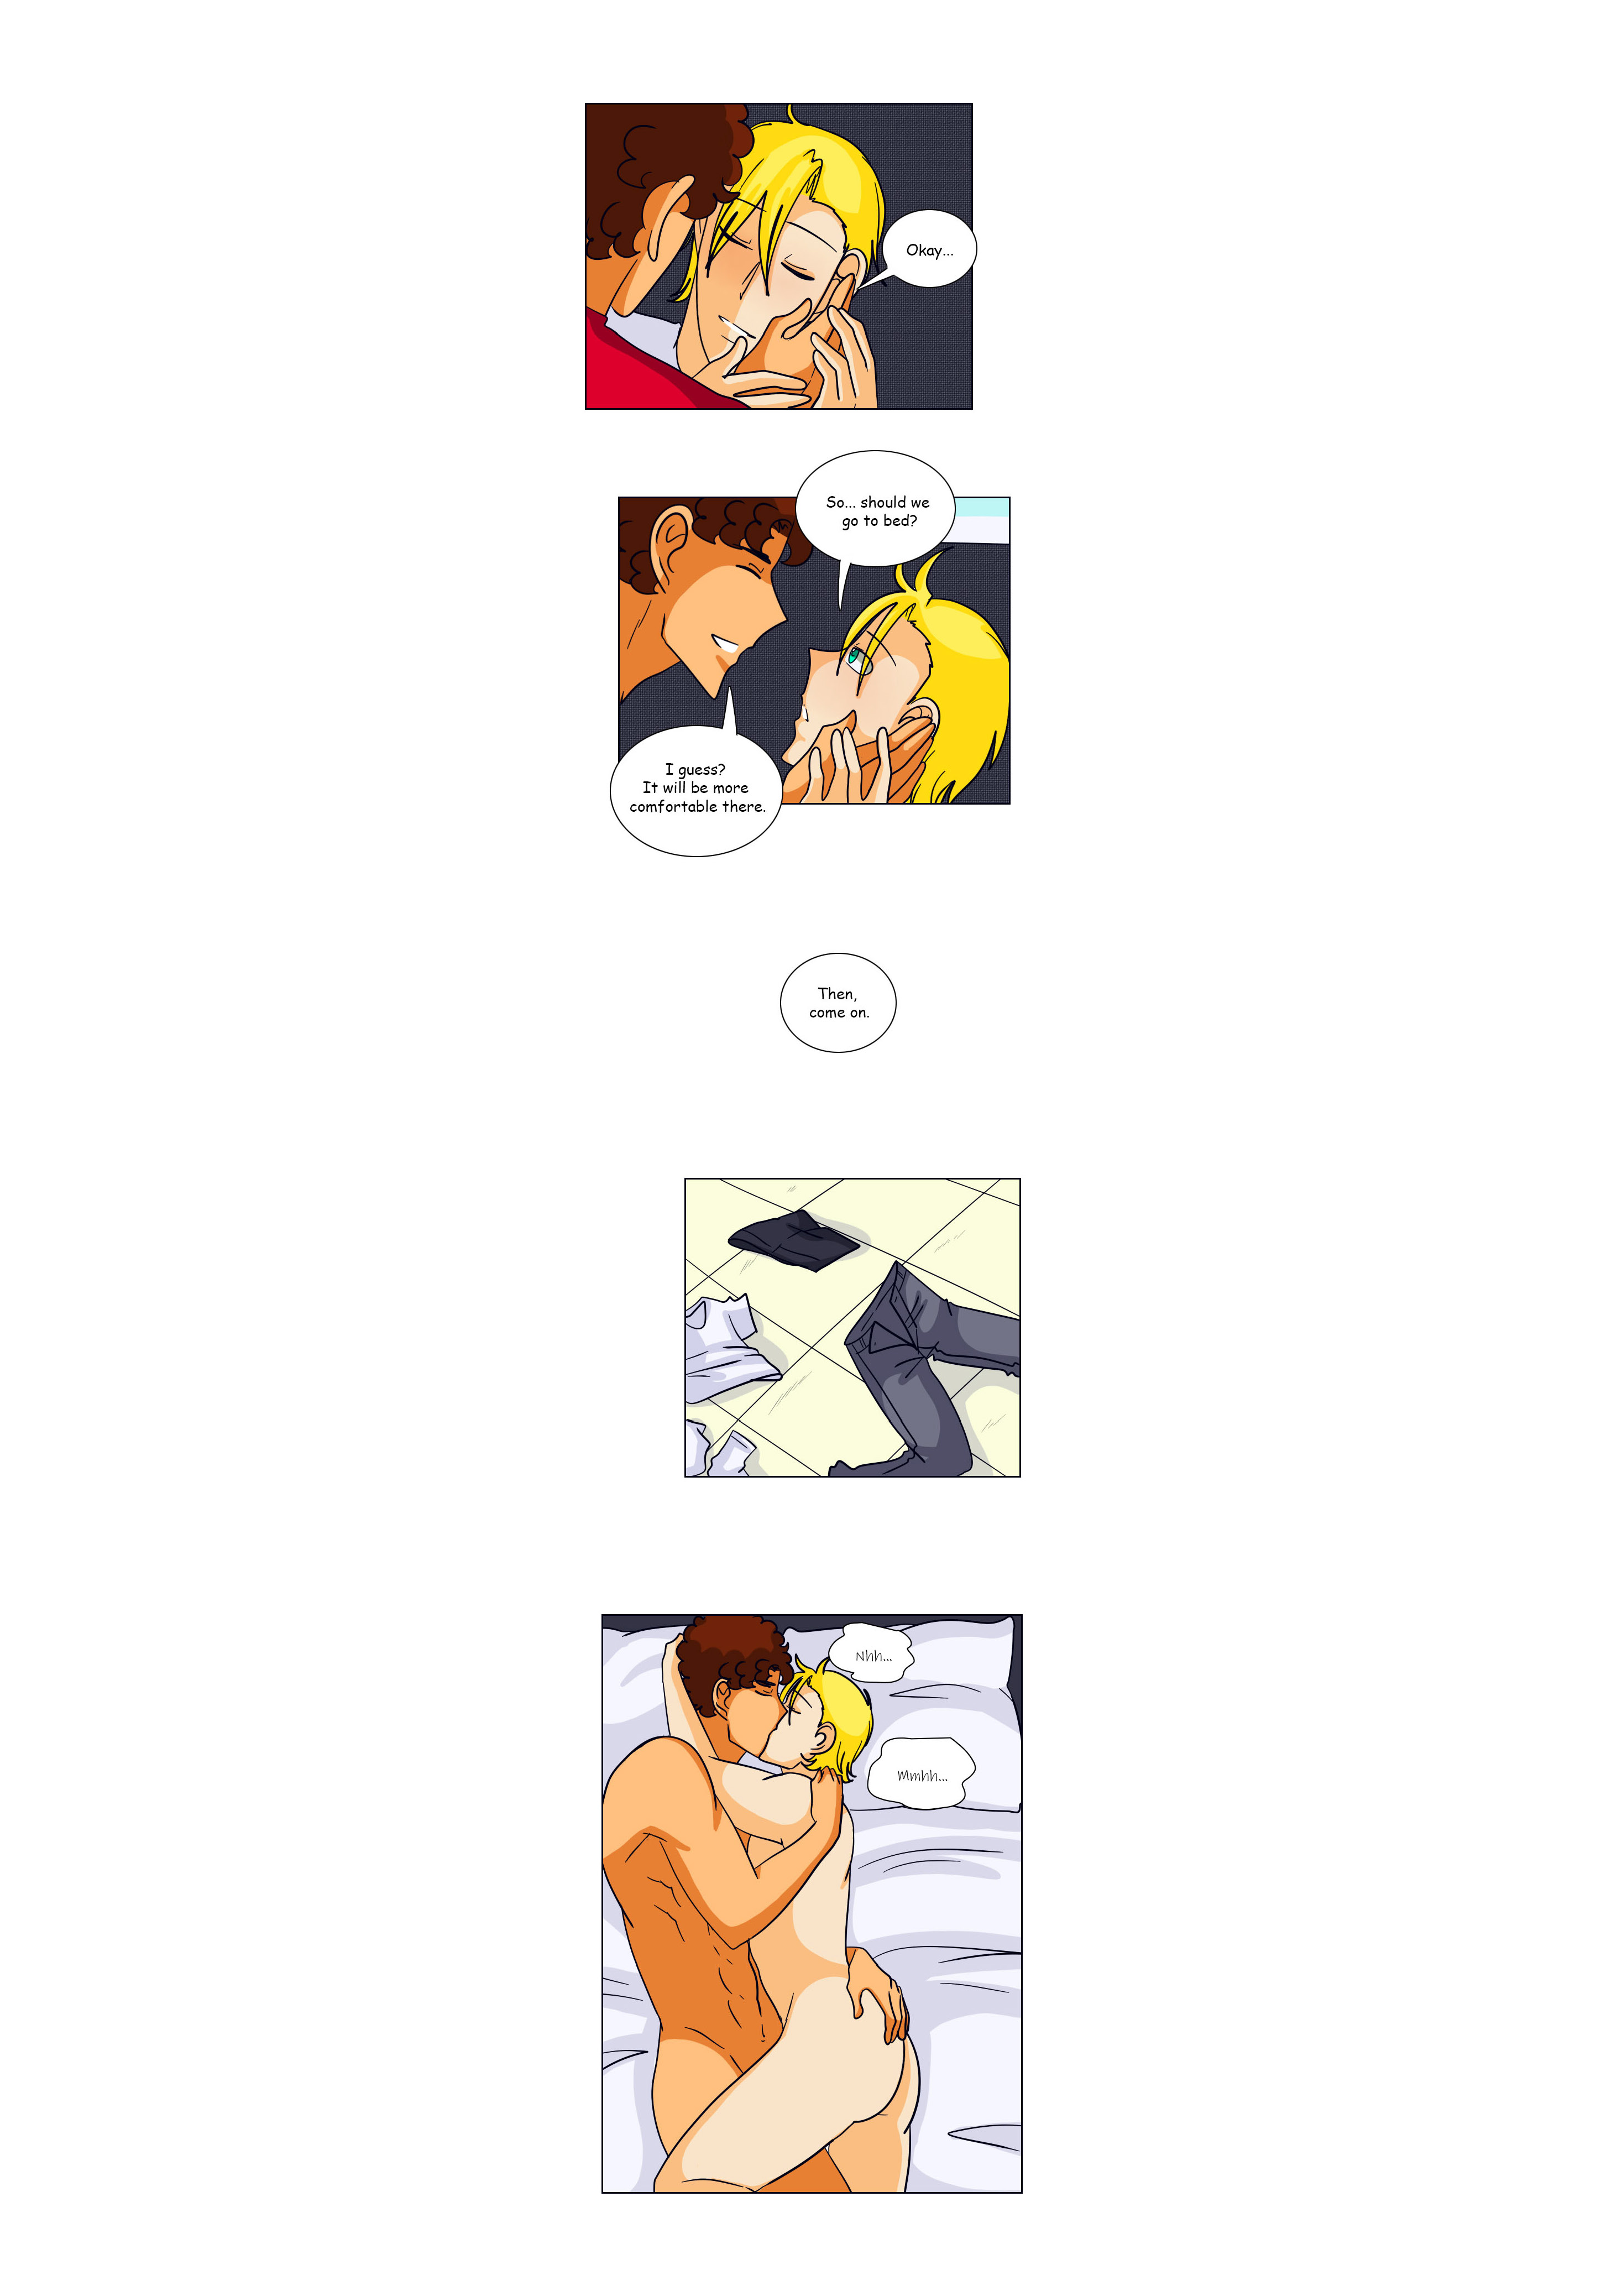 Okay...
So... should we
go to bed?
I guess?
It will be more
comfortable there.
Then,
come on.
Nhh...
Mmhh...